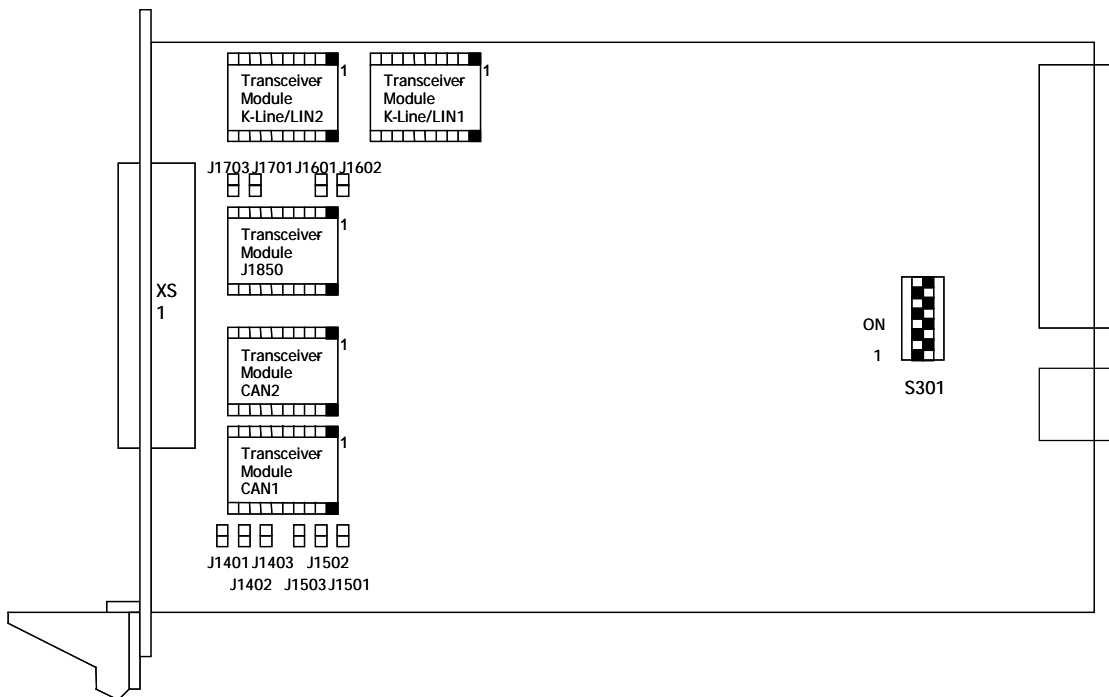 1
1
Transceiver
Module
K-Line/LIN2
Transceiver
Module
K-Line/LIN1
J1703 J1701 J1601 J1602
1
Transceiver
Module
J1850
XS
1
ON
1
S301
1
Transceiver
Module
CAN2
1
Transceiver
Module
CAN1
J1401 J1403 J1502
J1402 J1503 J1501